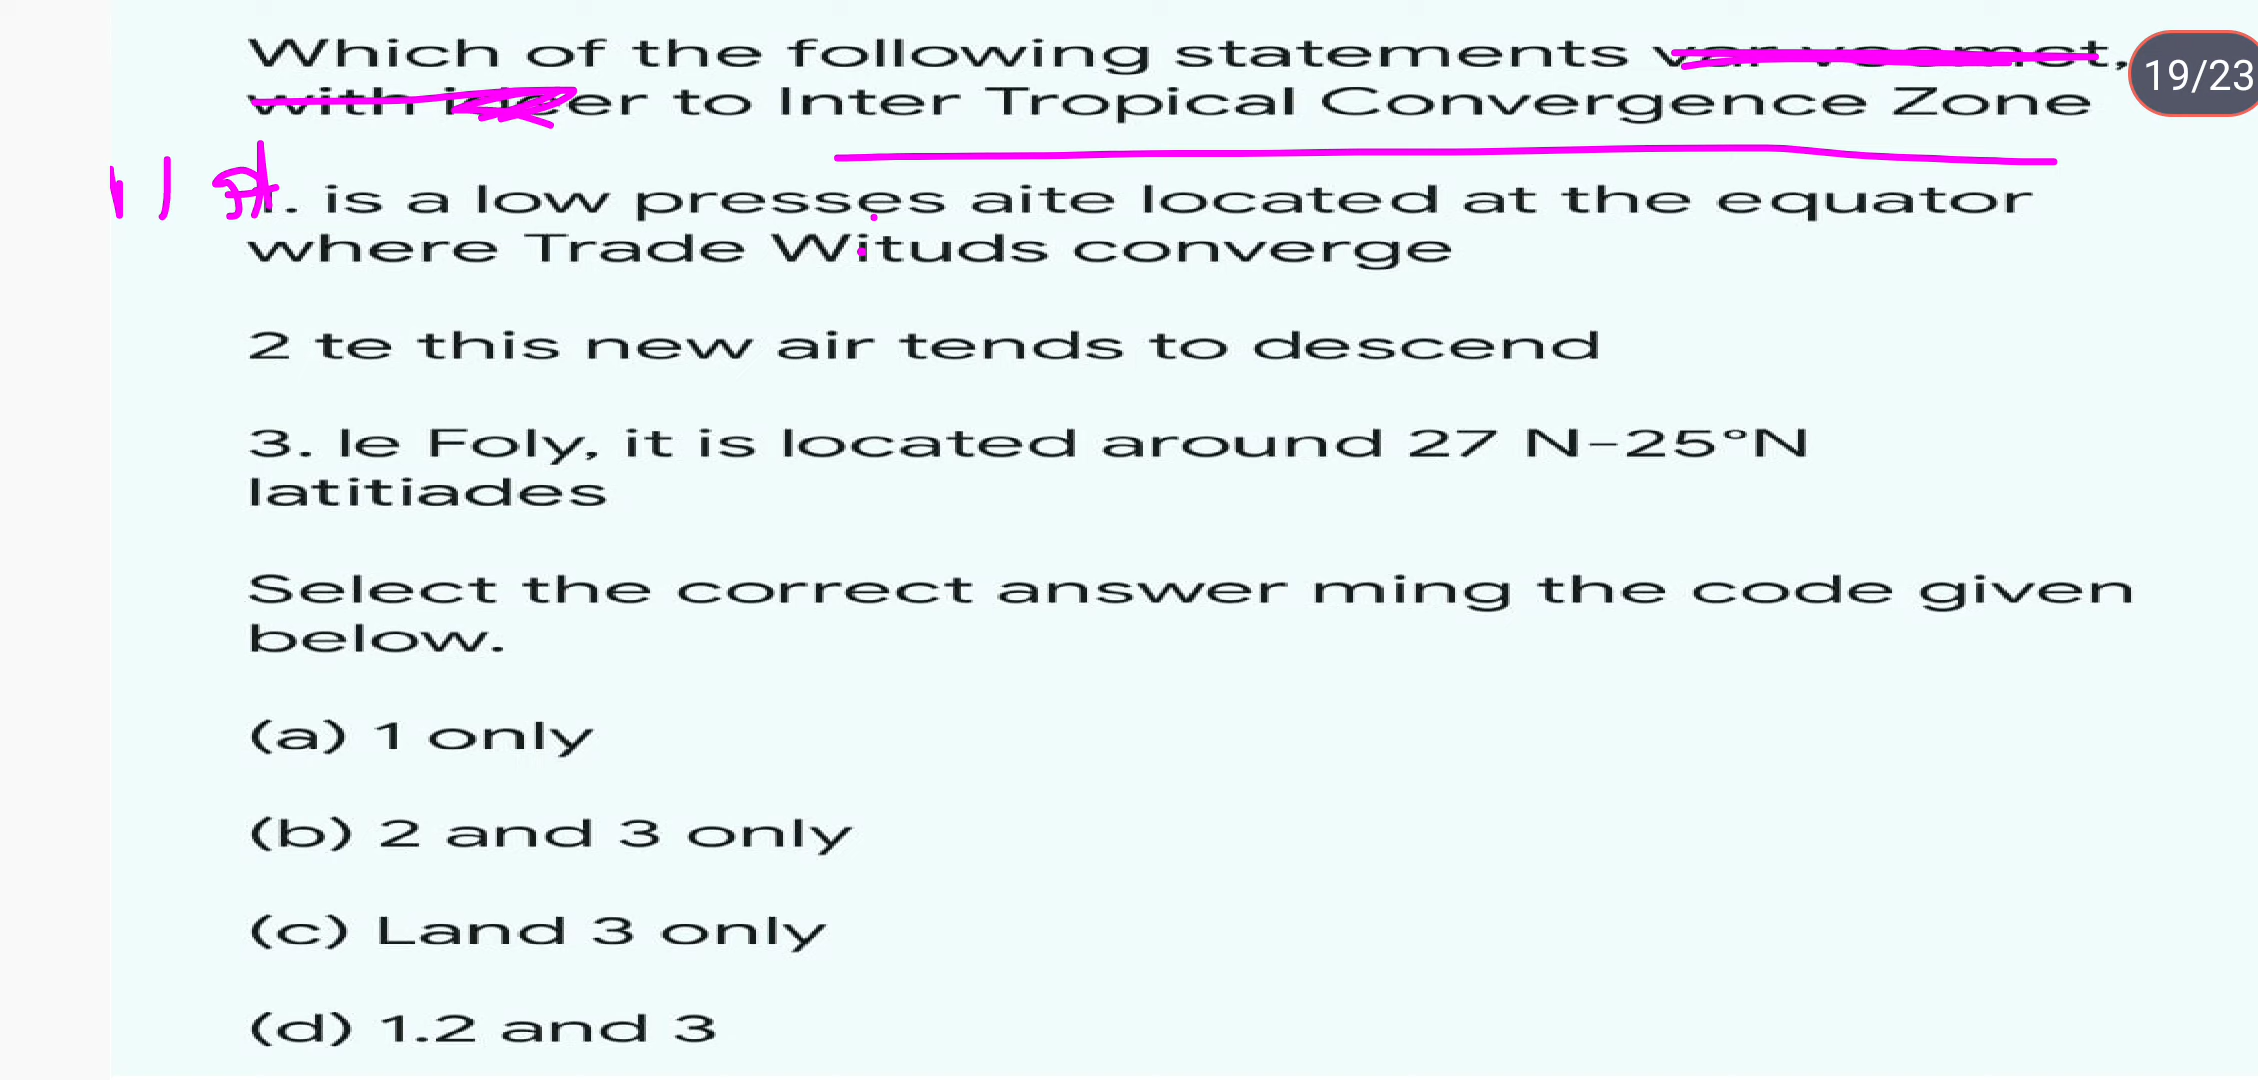 Which of the following statements
19/23
er to Inter Tropical Convergence Zone
1. is a low presses aite located at the equator
where Trade Wituds converge
2 te this new air tends to descend
3. le Foly, it is located around 27 N-25°N
latitiades
Select the correct answer ming the code given
below.
(a) 1 only
(b) 2 and 3 only
(c) Land 3 only
(d) 1.2 and 3